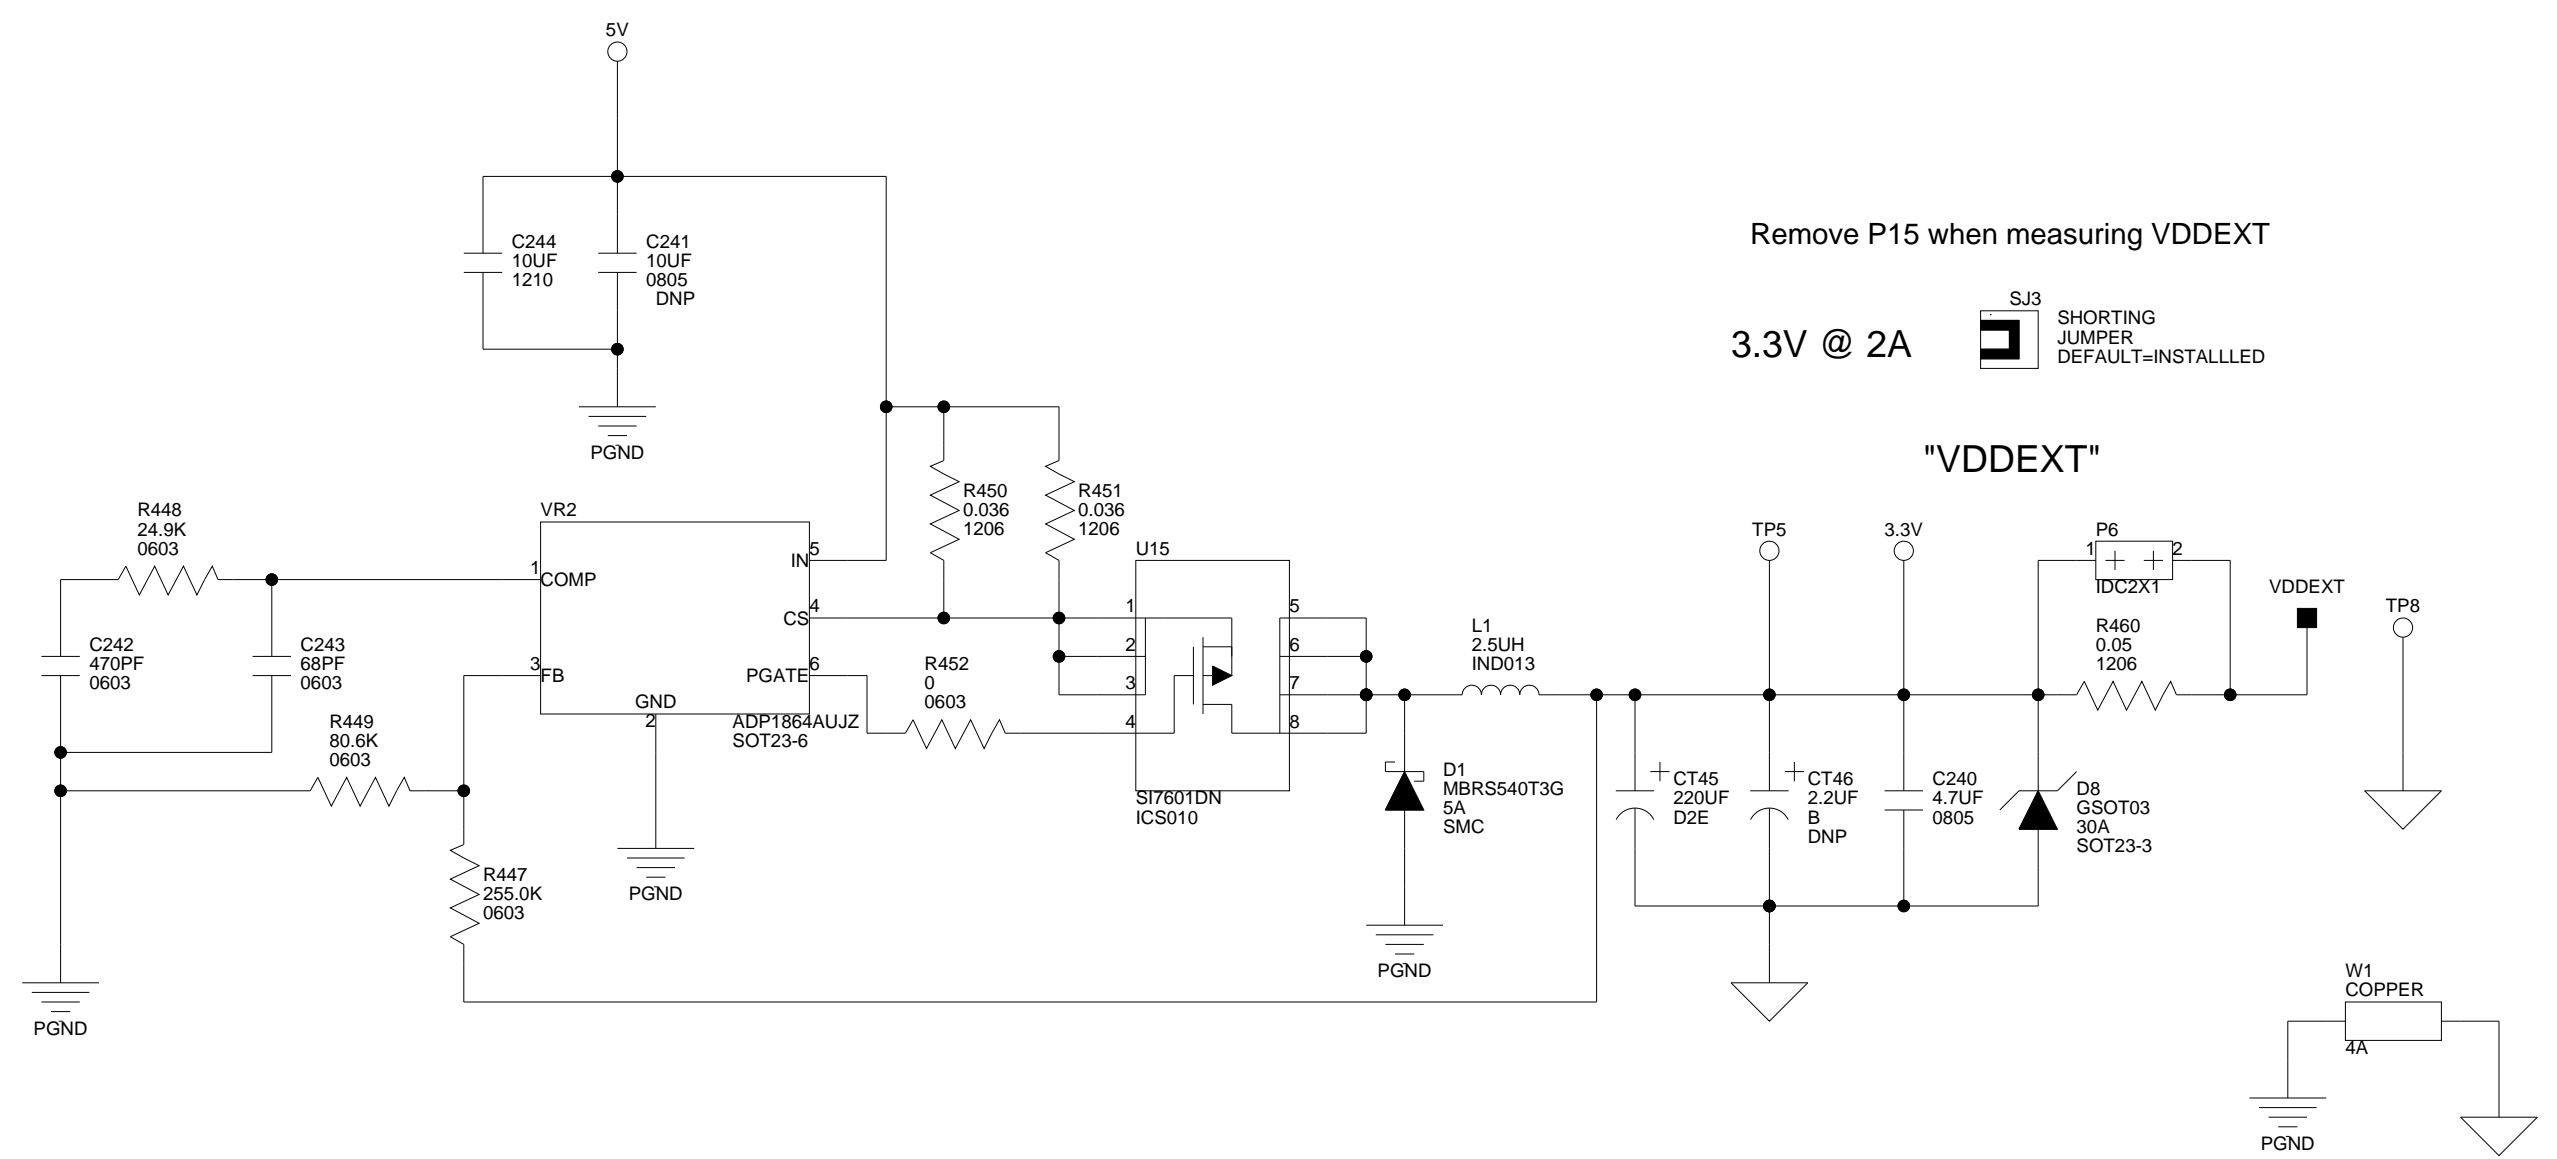 5V
C244
10UF
1210
C241
10UF
0805
DNP
PGND
Remove P15 when measuring VDDEXT
3.3V @ 2A
SJ3
SHORTING
JUMPER
DEFAULT=INSTALLLED
"VDDEXT"
R448
24.9K
0603
C242
470PF
0603
C243
68PF
0603
R449
80.6K
0603
R447
255.0K
0603
PGND
VR2
1
COMP
3
FB
GND
2
IN
5
CS
4
PGATE
6
ADP1864AUJZ
SOT23-6
PGND
R450
0.036
1206
R451
0.036
1206
R452
0
0603
U15
1
2
3
4
5
6
7
8
SI7601DN
ICS010
L1
2.5UH
IND013
D1
MBRS540T3G
5A
SMC
PGND
CT45
220UF
D2E
TP5
CT46
2.2UF
B
DNP
3.3V
C240
4.7UF
0805
P6
1
2
IDC2X1
R460
0.05
1206
D8
GSOT03
30A
SOT23-3
VDDEXT
TP8
W1
COPPER
4A
PGND